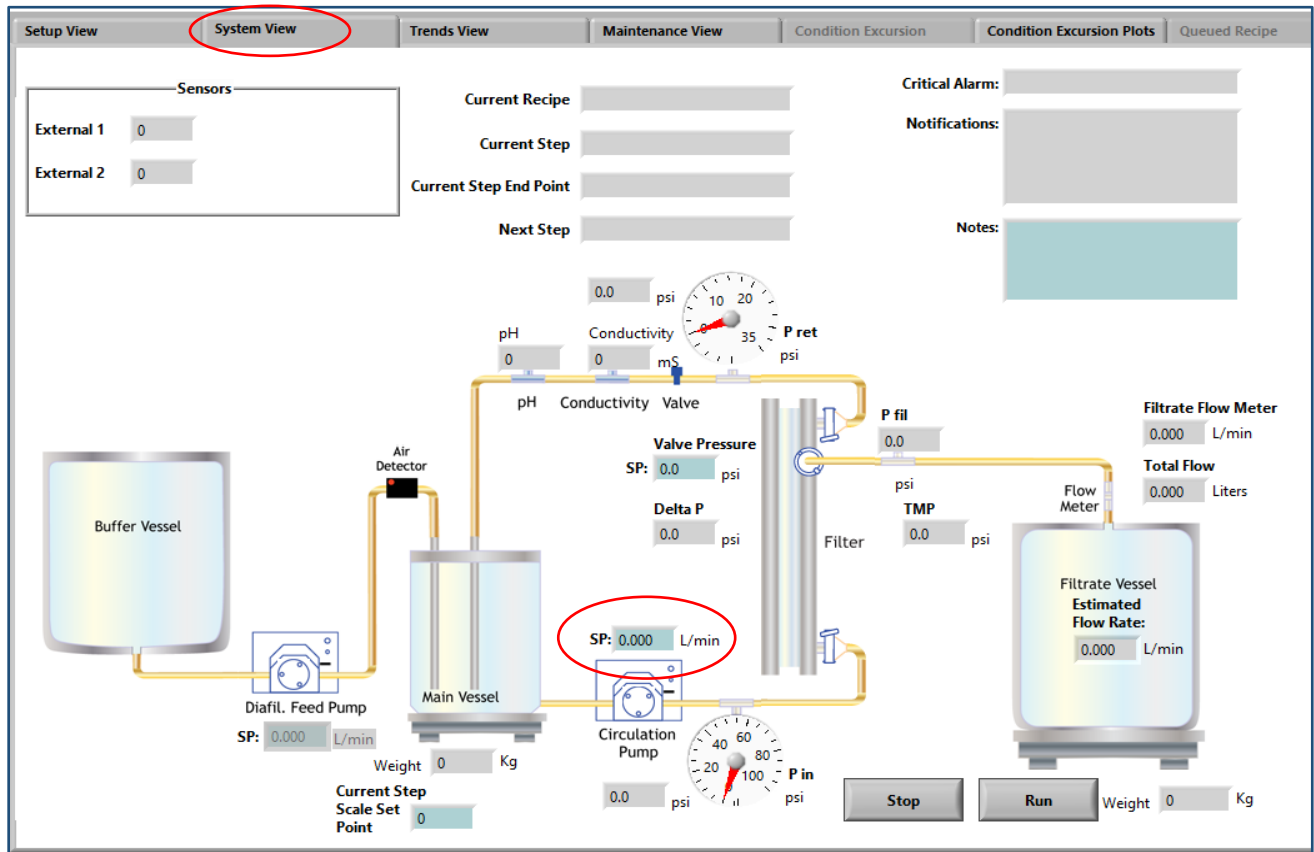 Setup View
System View
Trends View
Maintenance View
Condition Excursion
Condition Excursion Plots
Queued Recipe
Sensors
External 1 0
External 2 0
Current Recipe
Current Step
Current Step End Point
Next Step
Critical Alarm:
Notifications:
Notes:
0.0 psi
10 20
0 35
P ret
psi
pH
0
Conductivity
0 mS
pH Conductivity Valve
Valve Pressure
SP: 0.0 psi
Delta P
0.0 psi
P fil
0.0
psi
TMP
0.0 psi
Filter
Filtrate Flow Meter
0.000 L/min
Total Flow
0.000 Liters
Flow
Meter
Air
Detector
Buffer Vessel
Filtrate Vessel
Estimated
Flow Rate:
0.000 L/min
SP: 0.000 L/min
Main Vessel
Diafil. Feed Pump
SP: 0.000 L/min
Circulation
Pump
Weight 0 Kg
Current Step
Scale Set
Point
0
40 60
20 80
0 100
P in
psi
0.0 psi
Stop
Run
Weight 0 Kg